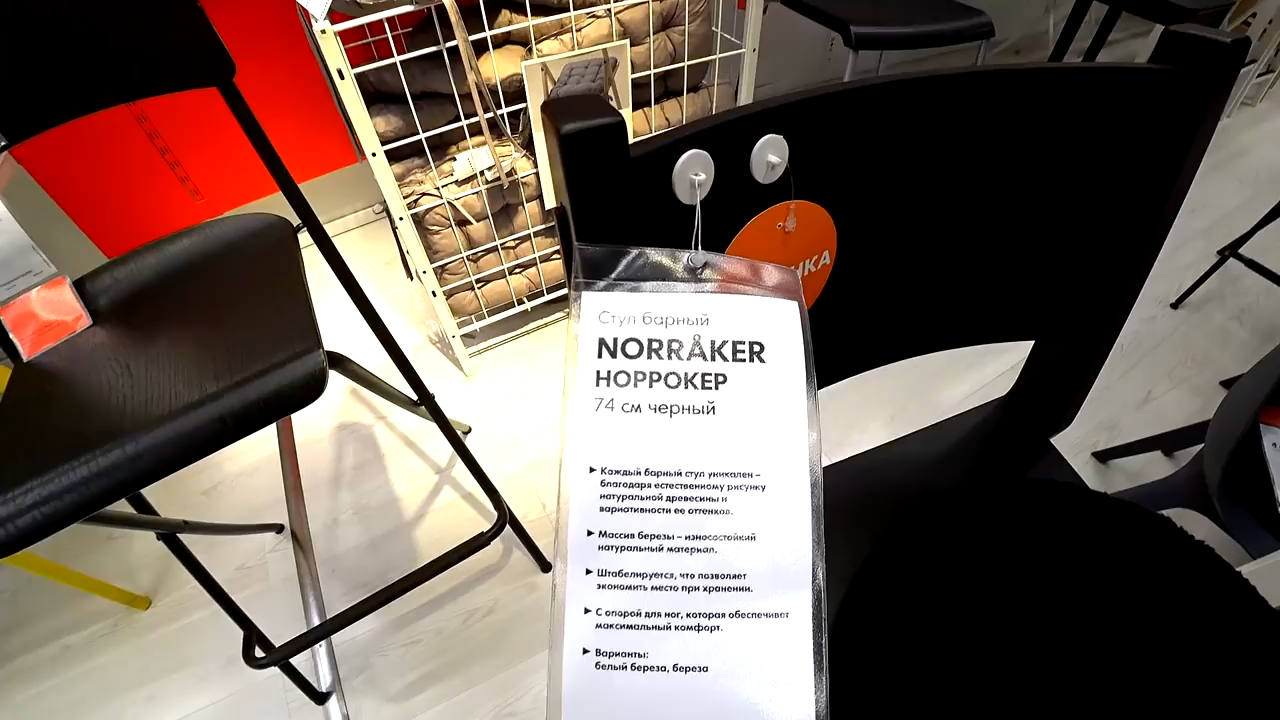 Стул барный
NORRÅKER
НОРРОКЕР
74 см черный
► Каждый барный стул уникален –
благодаря естественному рисунку
натуральной древесины и
вариативности ее оттенков.
► Массив березы – износостойкий
натуральный материал.
► Штабелируется, что позволяет
экономить место при хранении.
► С опорой для ног, которая обеспечивает
максимальный комфорт.
► Варианты:
белый береза, береза